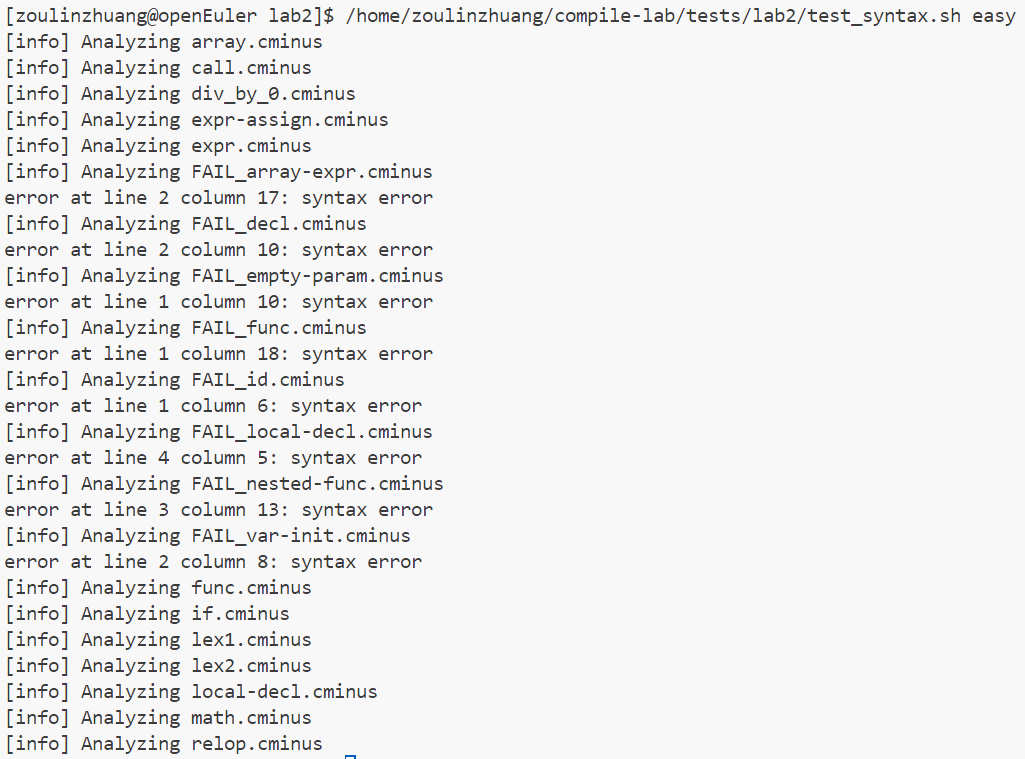 [zoulinzhuang@openEuler lab2]$ /home/zoulinzhuang/compile-lab/tests/lab2/test_syntax.sh easy
[info] Analyzing array.cminus
[info] Analyzing call.cminus
[info] Analyzing div_by_0.cminus
[info] Analyzing expr-assign.cminus
[info] Analyzing expr.cminus
[info] Analyzing FAIL_array-expr.cminus
error at line 2 column 17: syntax error
[info] Analyzing FAIL_decl.cminus
error at line 2 column 10: syntax error
[info] Analyzing FAIL_empty-param.cminus
error at line 1 column 10: syntax error
[info] Analyzing FAIL_func.cminus
error at line 1 column 18: syntax error
[info] Analyzing FAIL_id.cminus
error at line 1 column 6: syntax error
[info] Analyzing FAIL_local-decl.cminus
error at line 4 column 5: syntax error
[info] Analyzing FAIL_nested-func.cminus
error at line 3 column 13: syntax error
[info] Analyzing FAIL_var-init.cminus
error at line 2 column 8: syntax error
[info] Analyzing func.cminus
[info] Analyzing if.cminus
[info] Analyzing lex1.cminus
[info] Analyzing lex2.cminus
[info] Analyzing local-decl.cminus
[info] Analyzing math.cminus
[info] Analyzing relop.cminus